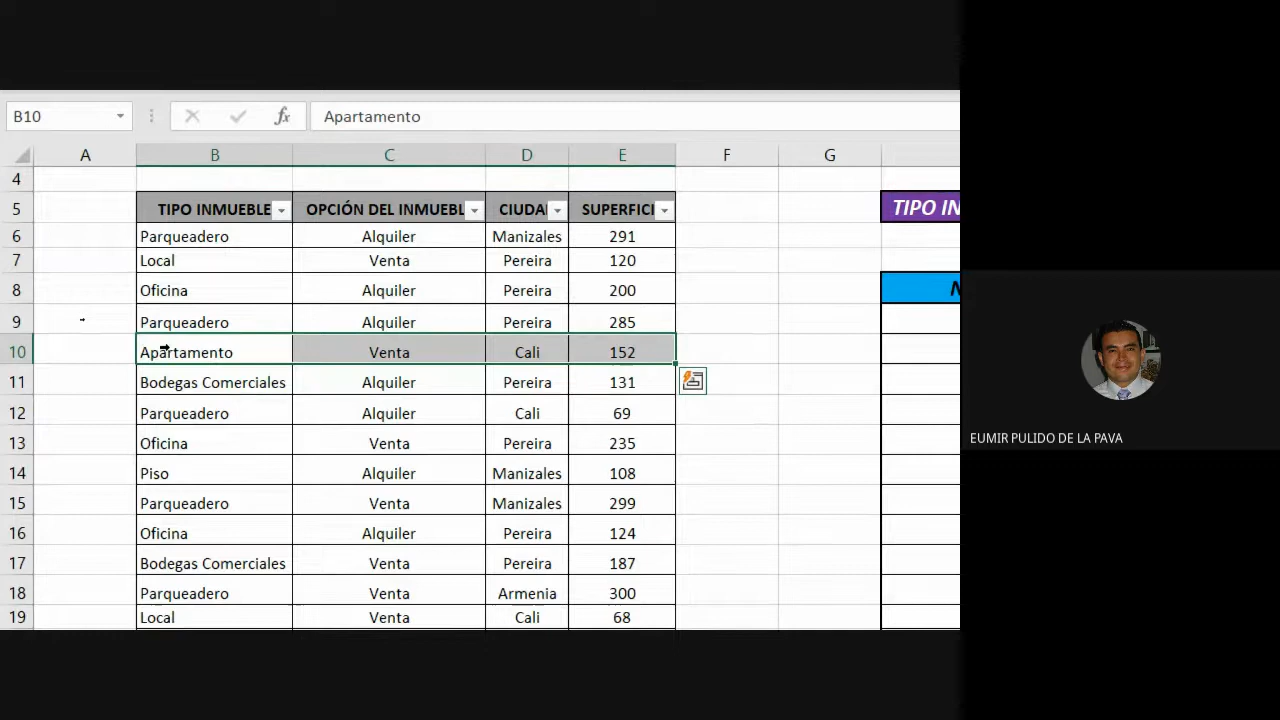 B10 fx Apartamento
A B C D E F G
4
5 TIPO INMUEBLE OPCIÓN DEL INMUEBL CIUDA SUPERFICI TIPO IN
6 Parqueadero Alquiler Manizales 291
7 Local Venta Pereira 120
8 Oficina Alquiler Pereira 200
9 Parqueadero Alquiler Pereira 285
10 Apartamento Venta Cali 152
11 Bodegas Comerciales Alquiler Pereira 131
12 Parqueadero Alquiler Cali 69
13 Oficina Venta Pereira 235
14 Piso Alquiler Manizales 108
15 Parqueadero Venta Manizales 299
16 Oficina Alquiler Pereira 124
17 Bodegas Comerciales Venta Pereira 187
18 Parqueadero Venta Armenia 300
19 Local Venta Cali 68
EUMIR PULIDO DE LA PAVA